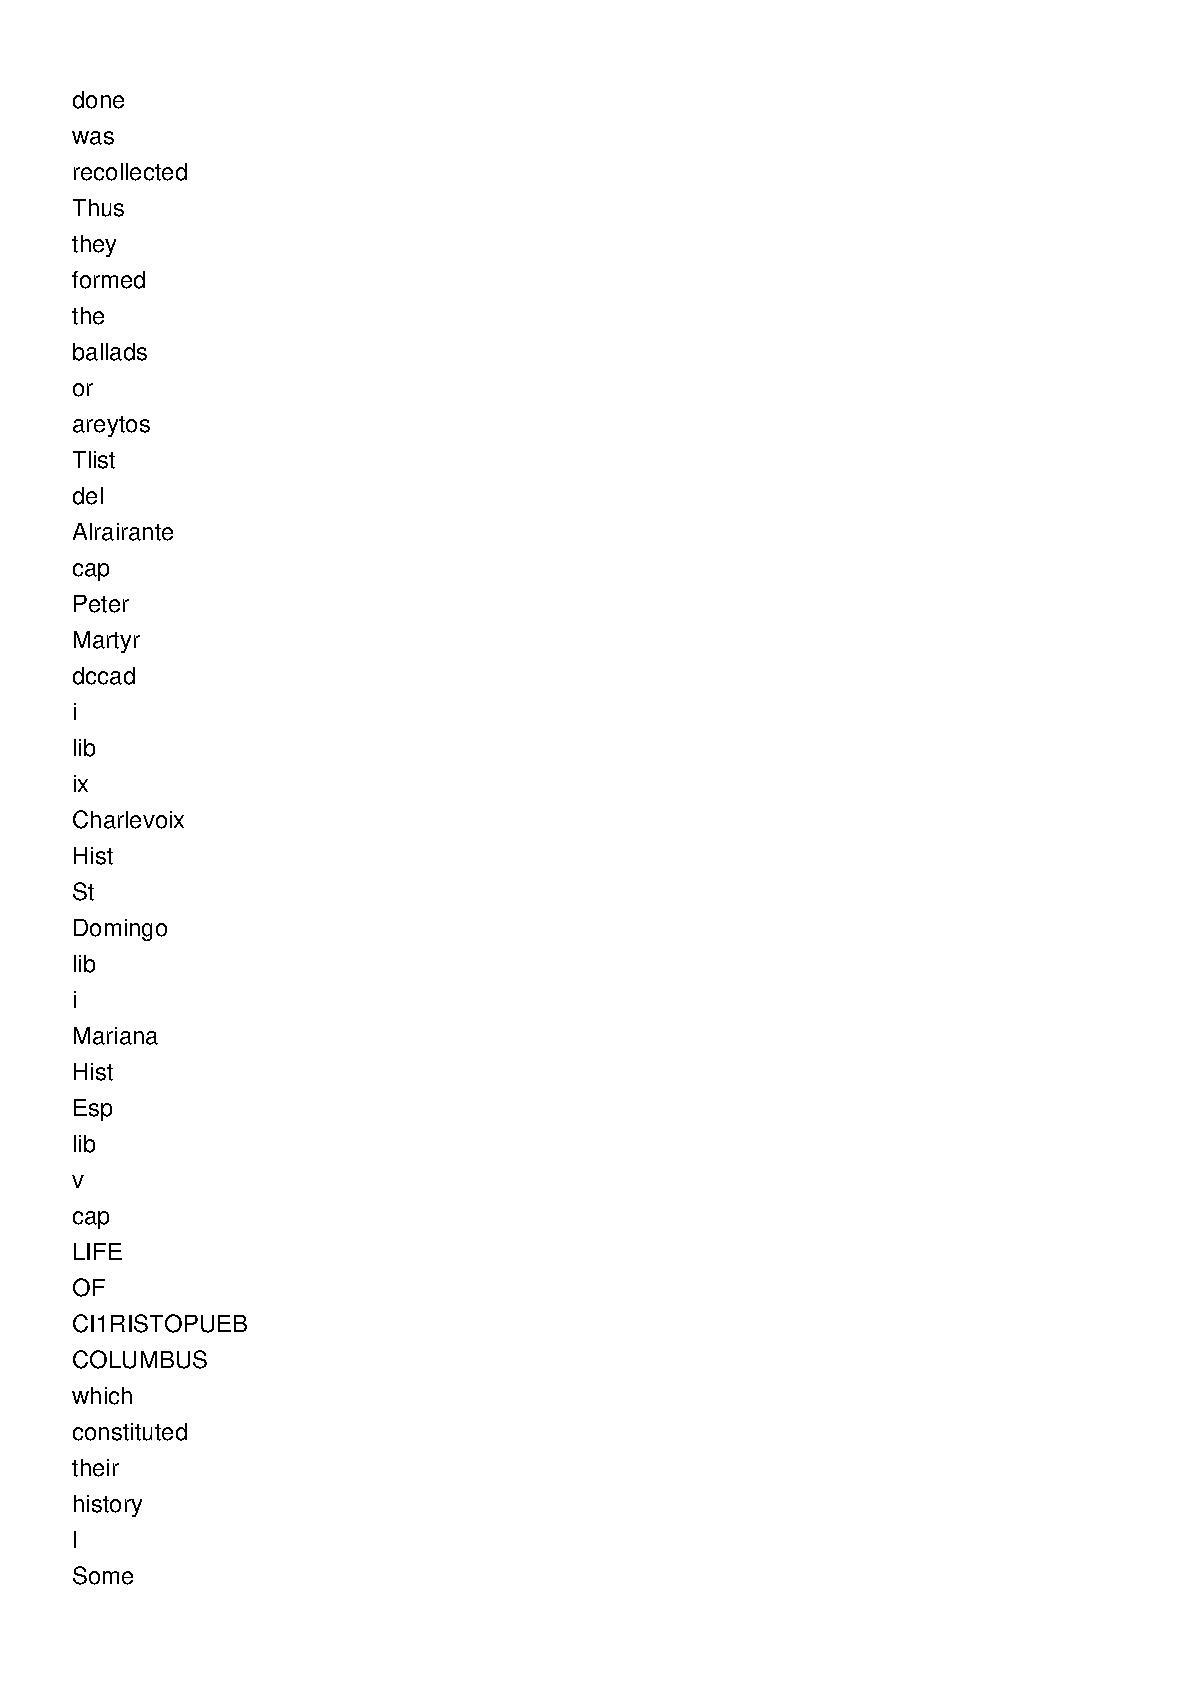 done
was
recollected
Thus
they
formed
the
ballads
or
areytos
Tlist
del
Alrairante
cap
Peter
Martyr
dccad
i
lib
ix
Charlevoix
Hist
St
Domingo
lib
i
Mariana
Hist
Esp
lib
v
cap
LIFE
OF
CI1RISTOPUEB
COLUMBUS
which
constituted
their
history
I
Some